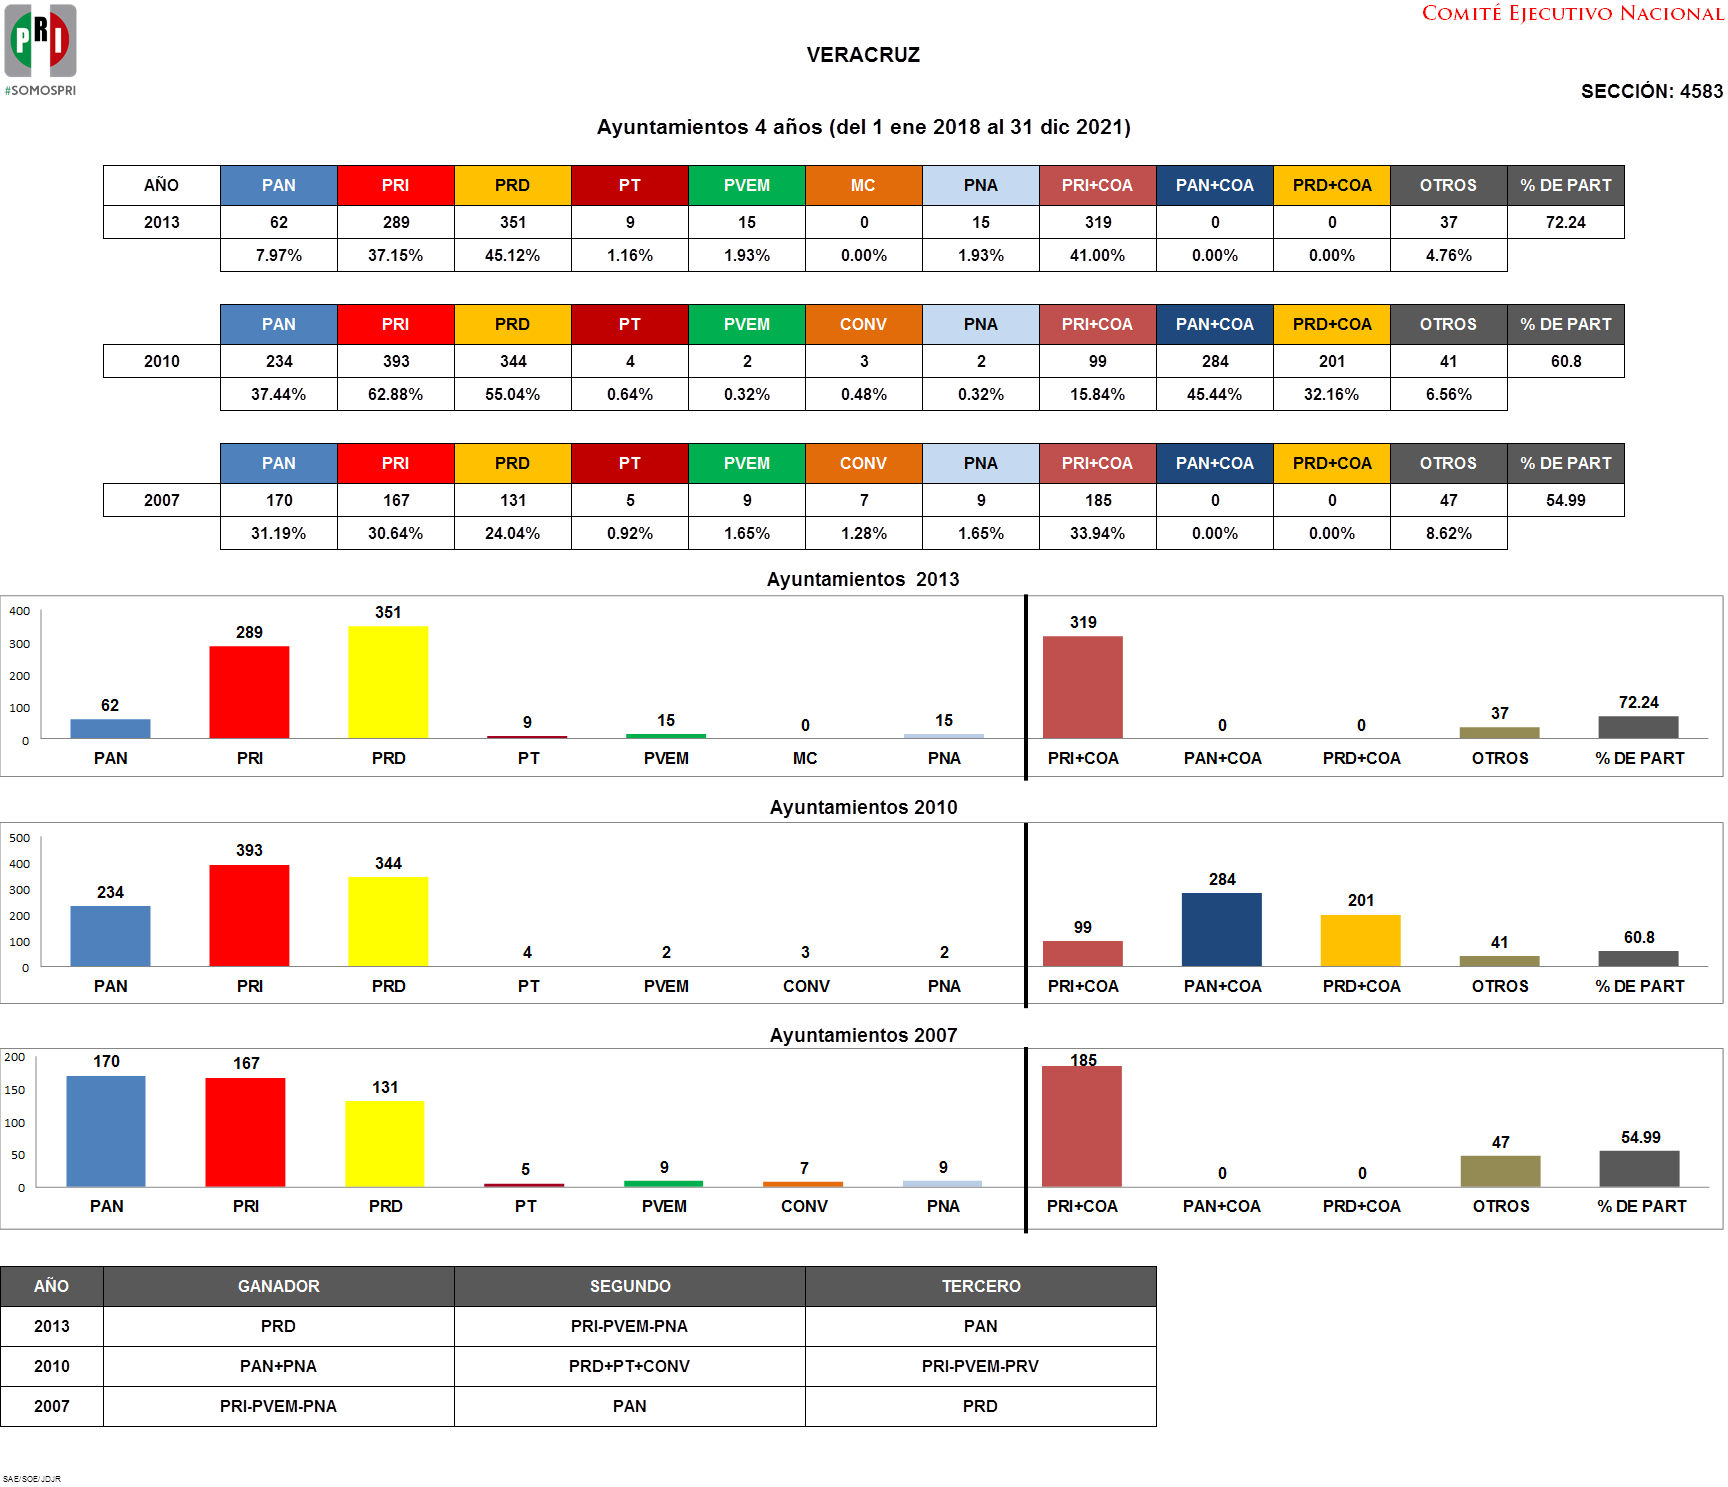 PRI
#SOMOSPRI
COMITÉ EJECUTIVO NACIONAL
VERACRUZ
SECCIÓN: 4583
Ayuntamientos 4 años (del 1 ene 2018 al 31 dic 2021)
AÑO PAN PRI PRD PT PVEM MC PNA PRI+COA PAN+COA PRD+COA OTROS % DE PART
2013 62 289 351 9 15 0 15 319 0 0 37 72.24
7.97% 37.15% 45.12% 1.16% 1.93% 0.00% 1.93% 41.00% 0.00% 0.00% 4.76%
PAN PRI PRD PT PVEM CONV PNA PRI+COA PAN+COA PRD+COA OTROS % DE PART
2010 234 393 344 4 2 3 2 99 284 201 41 60.8
37.44% 62.88% 55.04% 0.64% 0.32% 0.48% 0.32% 15.84% 45.44% 32.16% 6.56%
PAN PRI PRD PT PVEM CONV PNA PRI+COA PAN+COA PRD+COA OTROS % DE PART
2007 170 167 131 5 9 7 9 185 0 0 47 54.99
31.19% 30.64% 24.04% 0.92% 1.65% 1.28% 1.65% 33.94% 0.00% 0.00% 8.62%
Ayuntamientos 2013
400
300
200
100
0
62 289 351 9 15 0 15 319 0 0 37 72.24
PAN PRI PRD PT PVEM MC PNA PRI+COA PAN+COA PRD+COA OTROS % DE PART
Ayuntamientos 2010
500
400
300
200
100
0
234 393 344 4 2 3 2 99 284 201 41 60.8
PAN PRI PRD PT PVEM CONV PNA PRI+COA PAN+COA PRD+COA OTROS % DE PART
Ayuntamientos 2007
200
150
100
50
0
170 167 131 5 9 7 9 185 0 0 47 54.99
PAN PRI PRD PT PVEM CONV PNA PRI+COA PAN+COA PRD+COA OTROS % DE PART
AÑO GANADOR SEGUNDO TERCERO
2013 PRD PRI-PVEM-PNA PAN
2010 PAN+PNA PRD+PT+CONV PRI-PVEM-PRV
2007 PRI-PVEM-PNA PAN PRD
SAE/SOE/JDJR